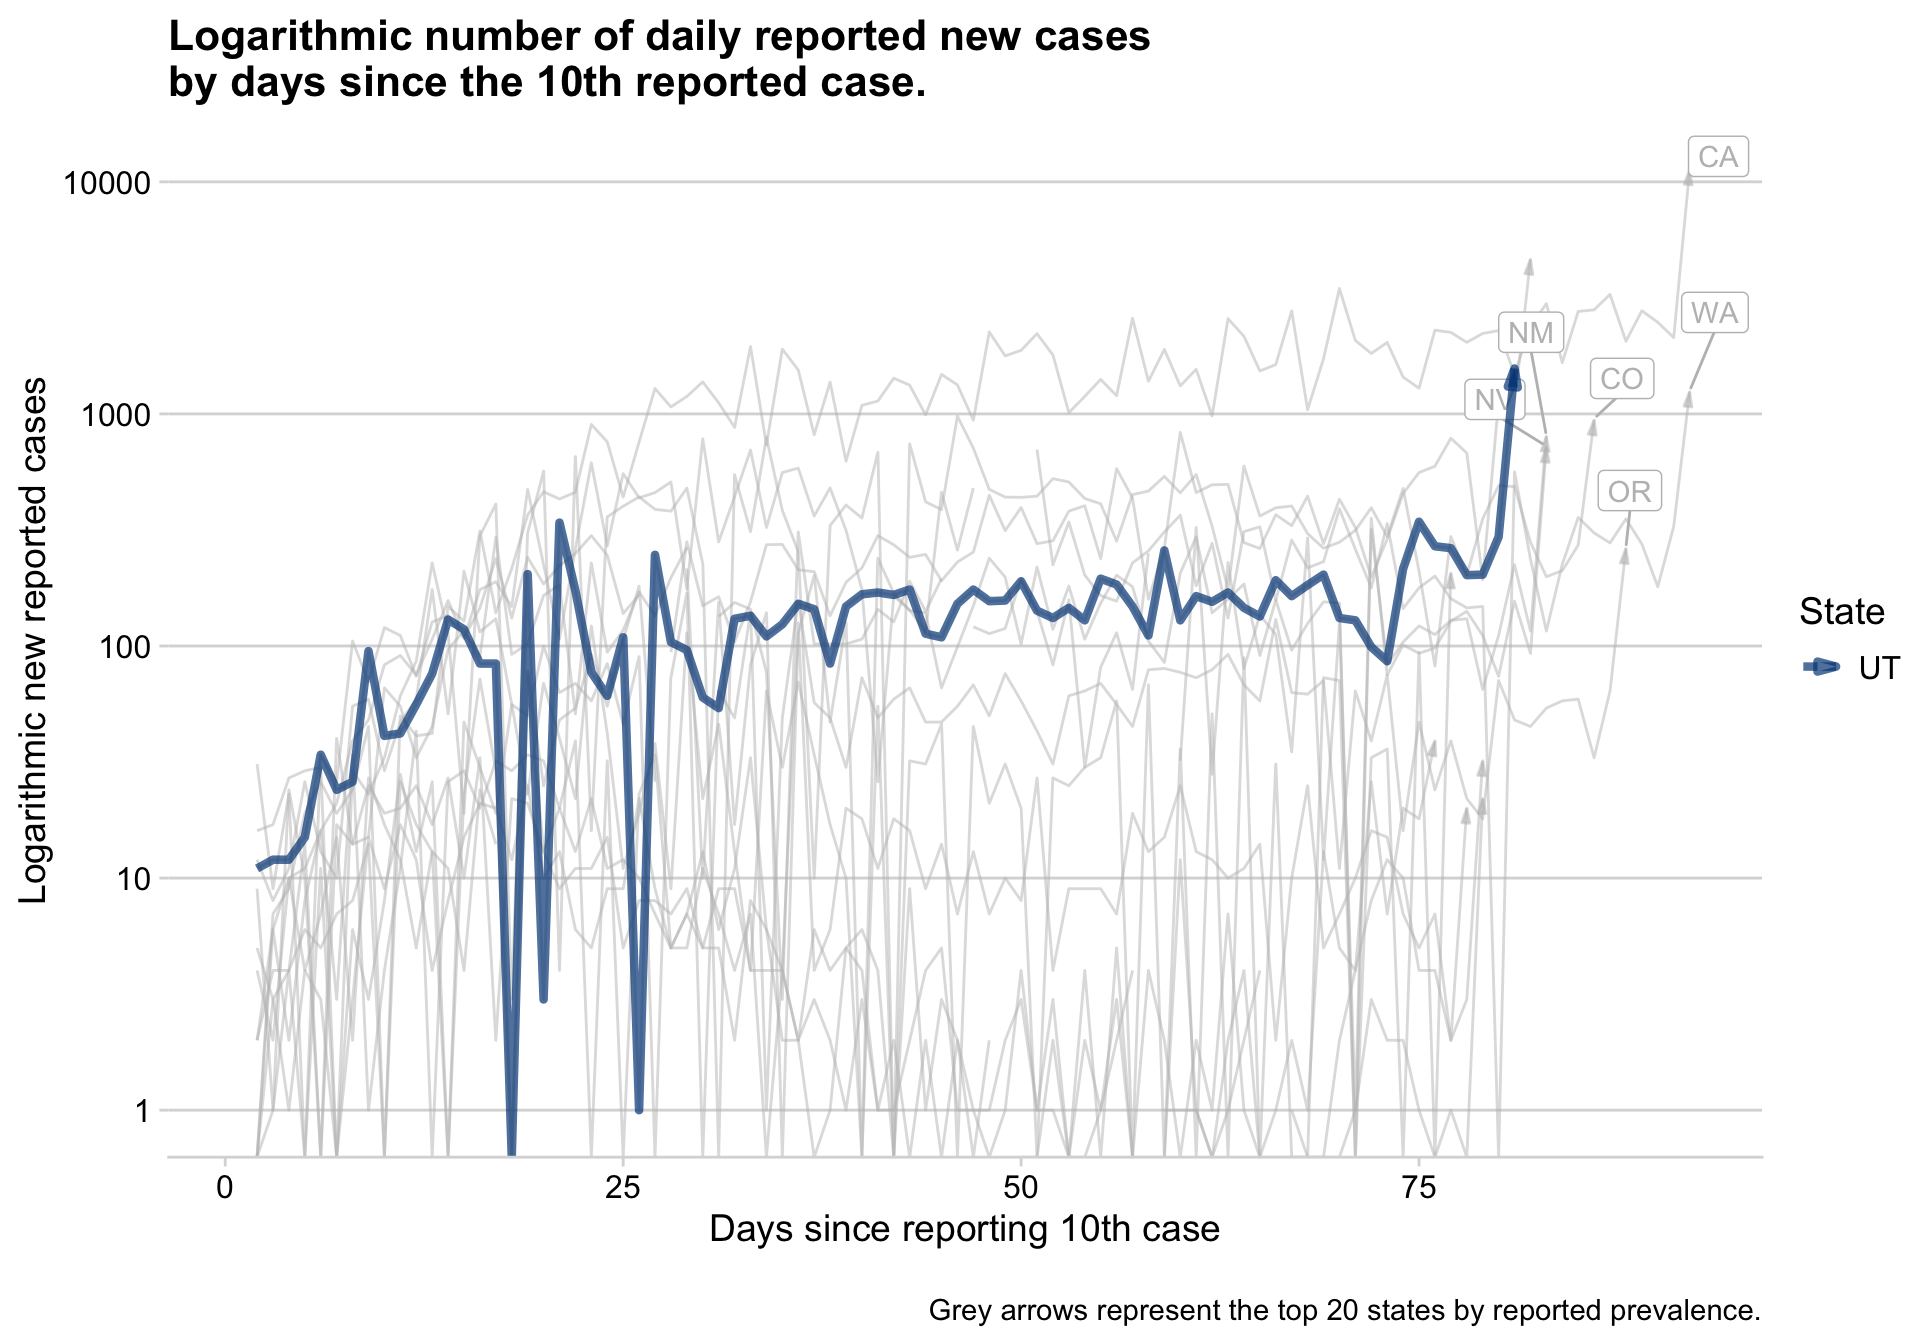 Logarithmic number of daily reported new cases
by days since the 10th reported case.
10000
1000
100
10
1
Logarithmic new reported cases
CA
WA
NM
CO
NV
OR
0
25
50
75
Days since reporting 10th case
State
UT
Grey arrows represent the top 20 states by reported prevalence.